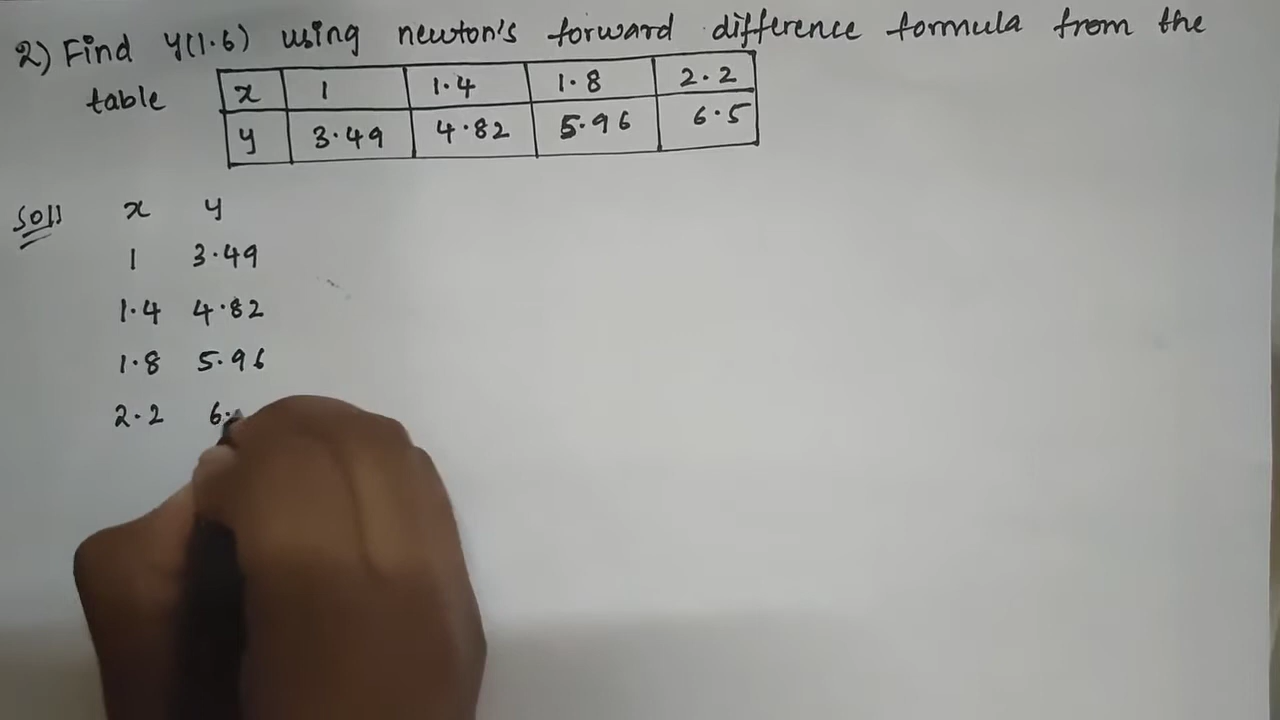 2) Find y(1.6) using newton's forward difference formula from the
table
x 1 1.4 1.8 2.2
y 3.49 4.82 5.96 6.5
Soll
x y
1 3.49
1.4 4.82
1.8 5.96
2.2 6.